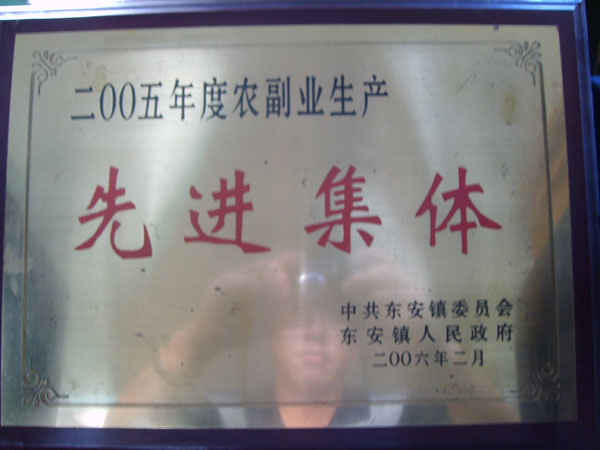 二00五年度农副业生产
先进集体
中共东安镇委员会
东安镇人民政府
二00六年二月